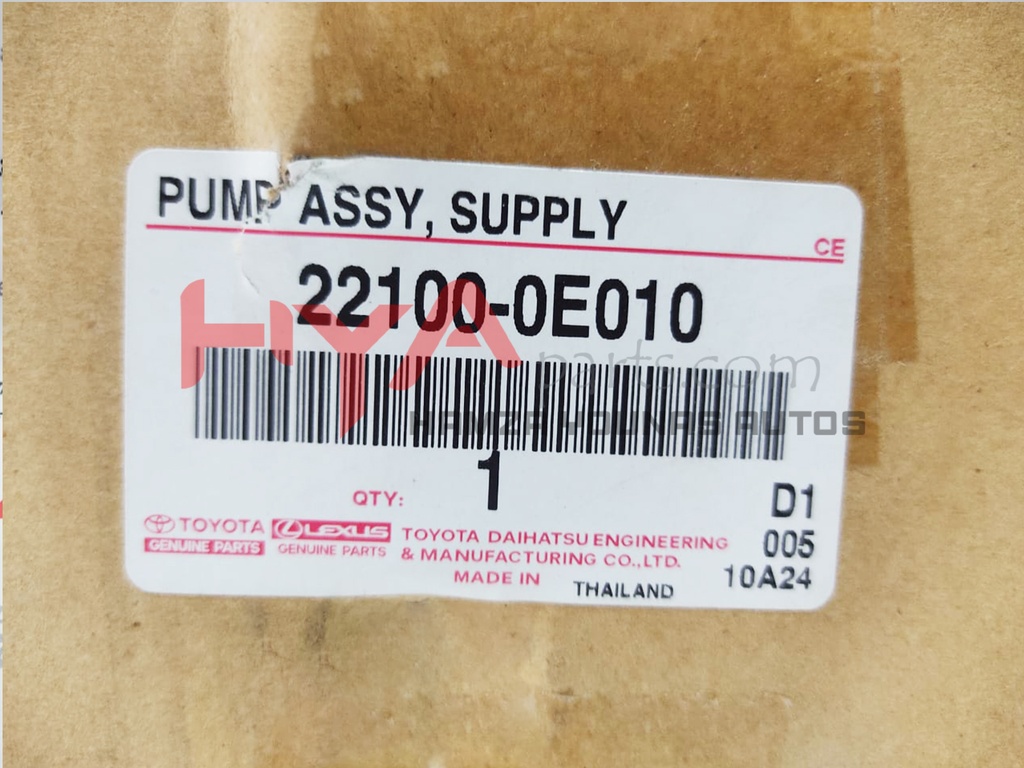 PUMP ASSY, SUPPLY
CE
22100-0E010
HYA parts.com
HAMZA YOUNAS AUTOS
QTY: 1
D1
TOYOTA
GENUINE PARTS
LEXUS
GENUINE PARTS
TOYOTA DAIHATSU ENGINEERING
& MANUFACTURING CO.,LTD.
MADE IN THAILAND
005
10A24